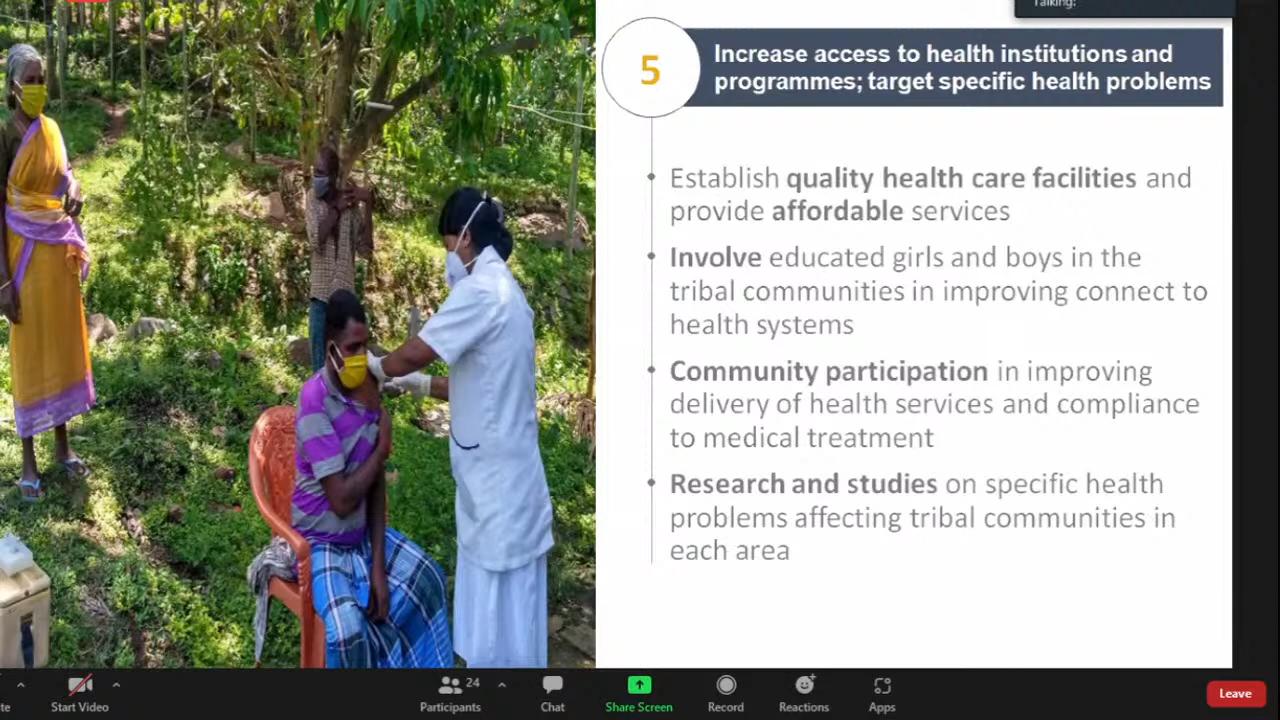 Talking:
5
Increase access to health institutions and
programmes; target specific health problems
• Establish quality health care facilities and
provide affordable services
• Involve educated girls and boys in the
tribal communities in improving connect to
health systems
• Community participation in improving
delivery of health services and compliance
to medical treatment
• Research and studies on specific health
problems affecting tribal communities in
each area
te
Start Video
24
Participants
Chat
Share Screen
Record
Reactions
Apps
Leave